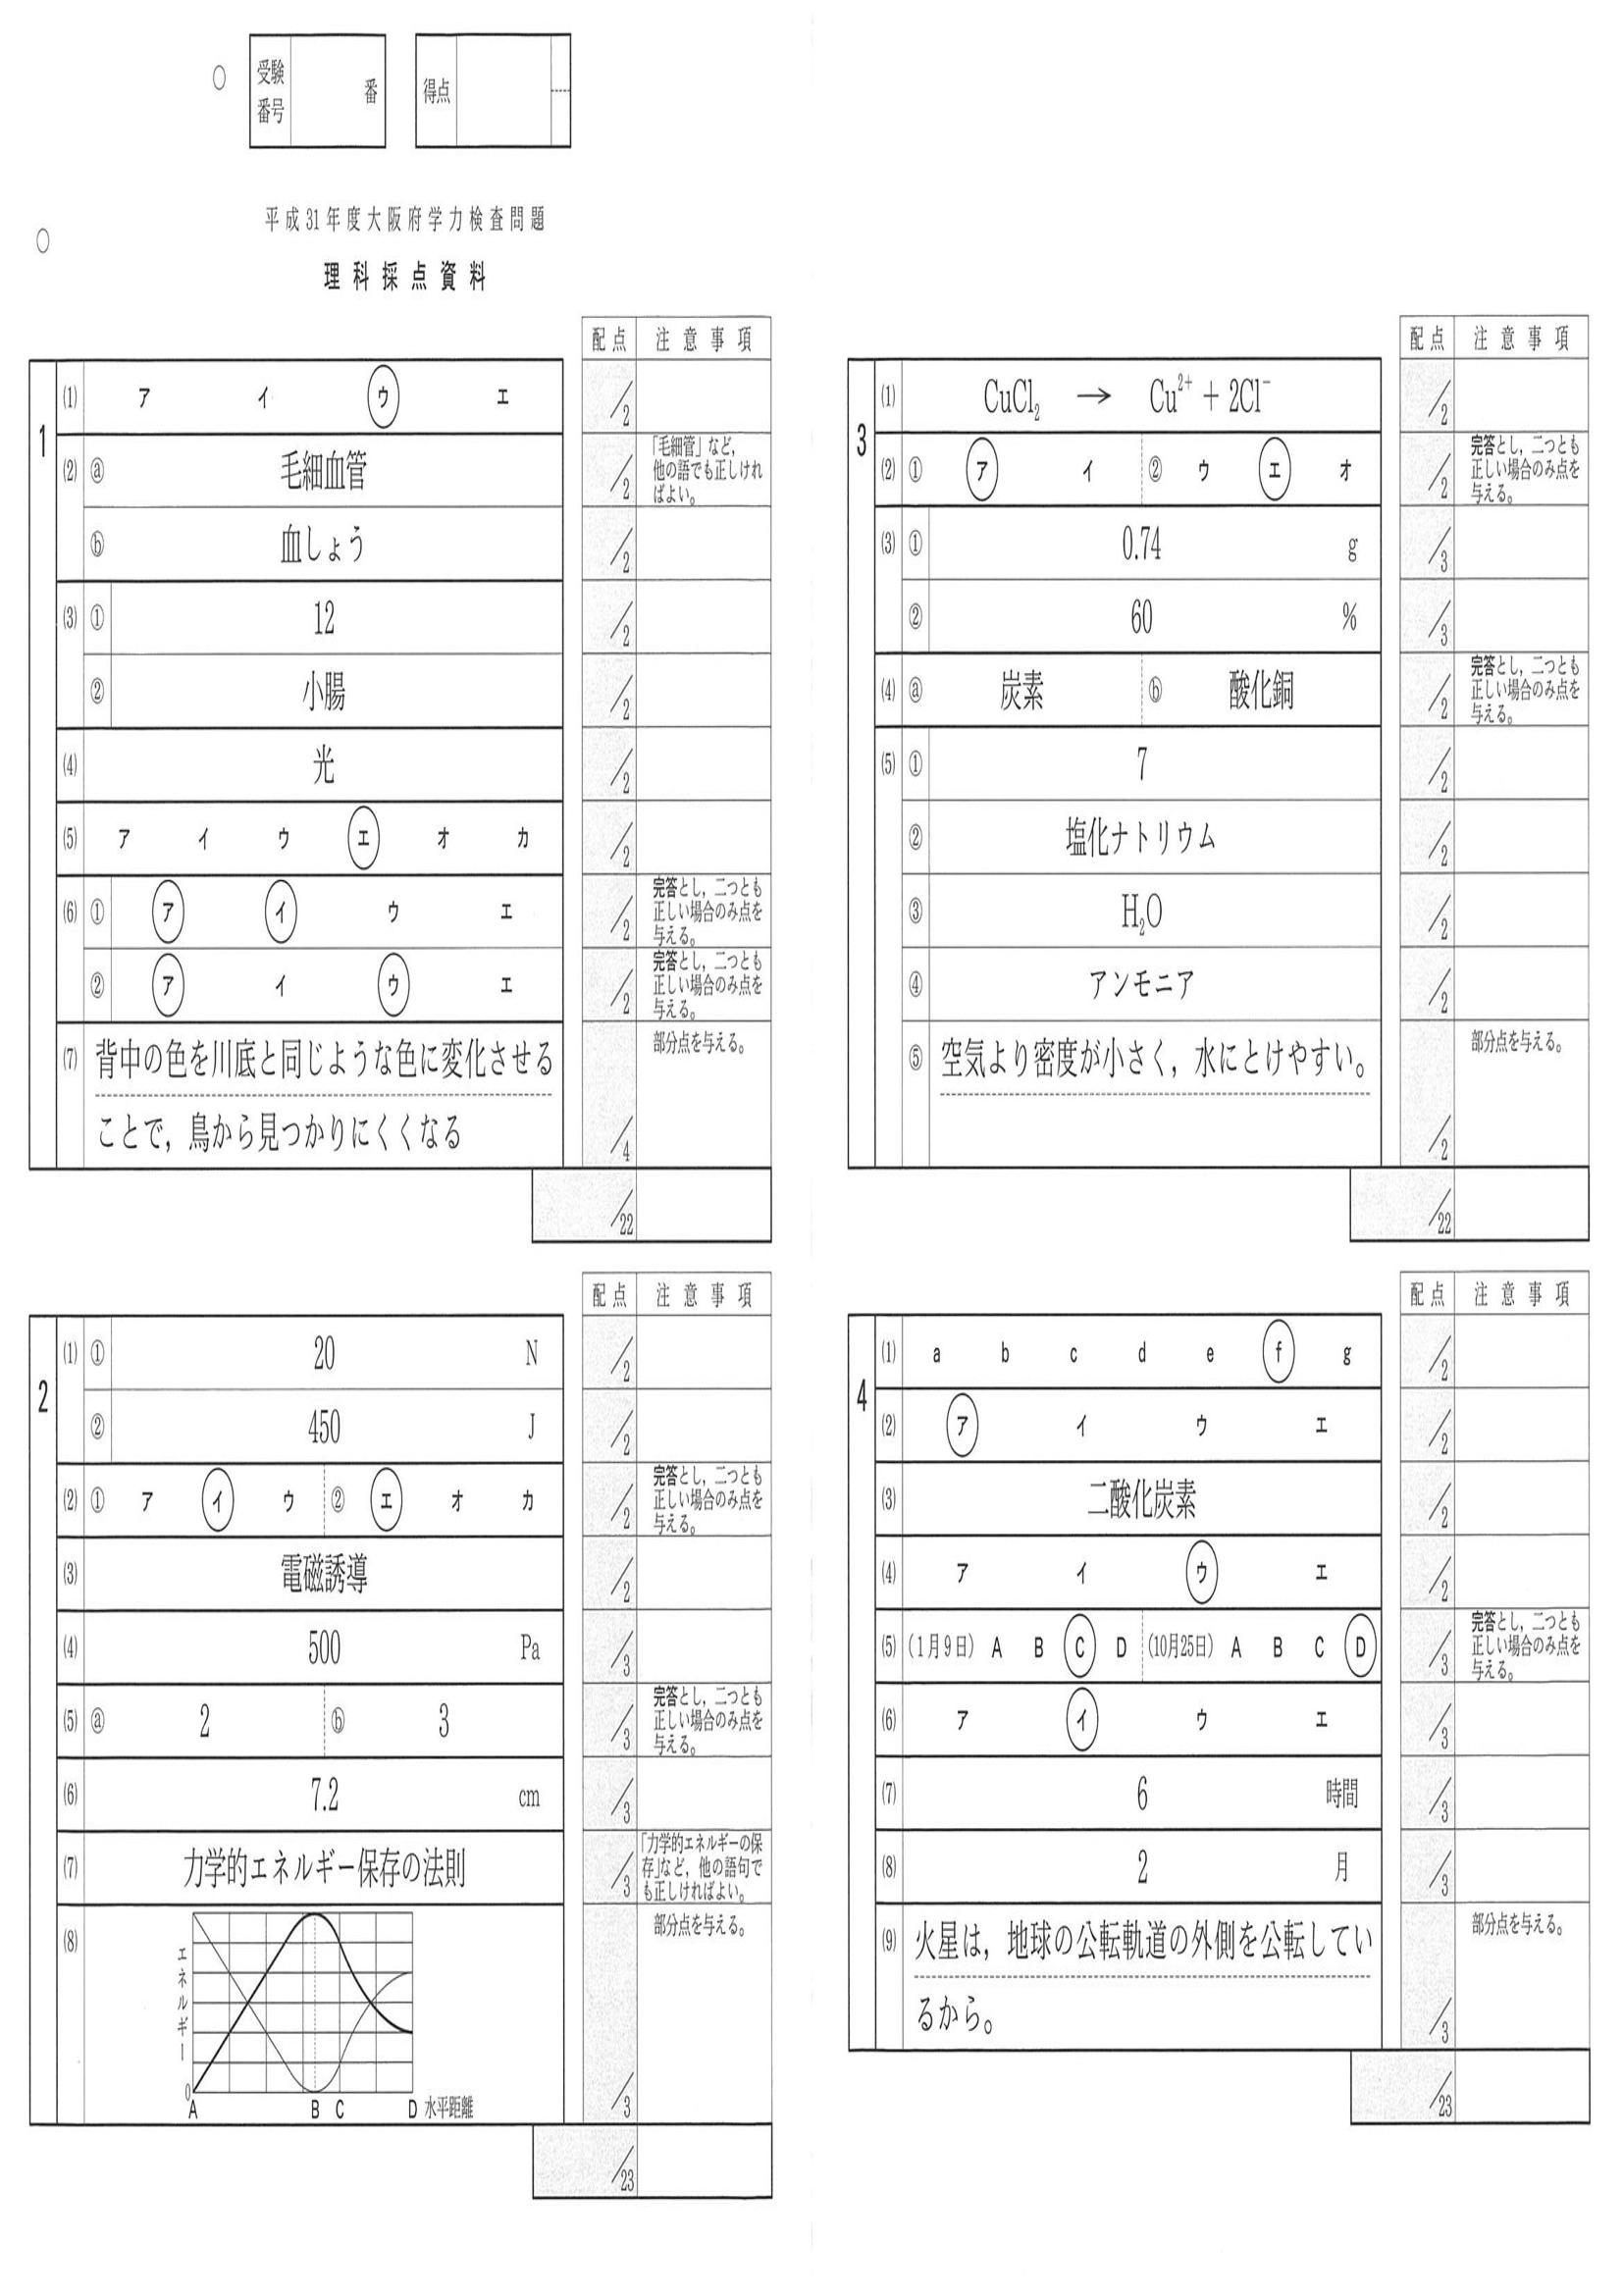 受験番号 番 得点
平成31年度大阪府学力検査問題
理科採点資料
配点 注意事項
1
(1) ア イ ウ エ /2
(2) ⓐ 毛細血管 /2 「毛細管」など，
他の語でも正しけれ
ばよい。
ⓑ 血しょう /2
(3) ① 12 /2
② 小腸 /2
(4) 光 /2
(5) ア イ ウ エ オ カ /2
(6) ① ア イ ウ エ /2 完答とし，二つとも
正しい場合のみ点を
与える。
② ア イ ウ エ /2 完答とし，二つとも
正しい場合のみ点を
与える。
(7) 背中の色を川底と同じような色に変化させる 部分点を与える。
ことで，鳥から見つかりにくくなる /4
/22
配点 注意事項
2
(1) ① 20 N /2
② 450 J /2
(2) ① ア イ ウ ② エ オ カ /2 完答とし，二つとも
正しい場合のみ点を
与える。
(3) 電磁誘導 /2
(4) 500 Pa /3
(5) ⓐ 2 ⓑ 3 /3 完答とし，二つとも
正しい場合のみ点を
与える。
(6) 7.2 cm /3
(7) 力学的エネルギー保存の法則 /3 「力学的エネルギーの保
存」など，他の語句で
も正しければよい。
(8) エネルギー 部分点を与える。
0
A B C D 水平距離 /3
/23
配点 注意事項
3
(1) CuCl₂ → Cu²⁺ + 2Cl⁻ /2
(2) ① ア イ ② ウ エ オ /2 完答とし，二つとも
正しい場合のみ点を
与える。
(3) ① 0.74 g /3
② 60 % /3
(4) ⓐ 炭素 ⓑ 酸化銅 /2 完答とし，二つとも
正しい場合のみ点を
与える。
(5) ① 7 /2
② 塩化ナトリウム /2
③ H₂O /2
④ アンモニア /2
⑤ 空気より密度が小さく，水にとけやすい。 部分点を与える。
/2
/22
配点 注意事項
4
(1) a b c d e f g /2
(2) ア イ ウ エ /2
(3) 二酸化炭素 /2
(4) ア イ ウ エ /2
(5) (1月9日) A B C D (10月25日) A B C D /3 完答とし，二つとも
正しい場合のみ点を
与える。
(6) ア イ ウ エ /3
(7) 6 時間 /3
(8) 2 月 /3
(9) 火星は，地球の公転軌道の外側を公転してい 部分点を与える。
るから。 /3
/23